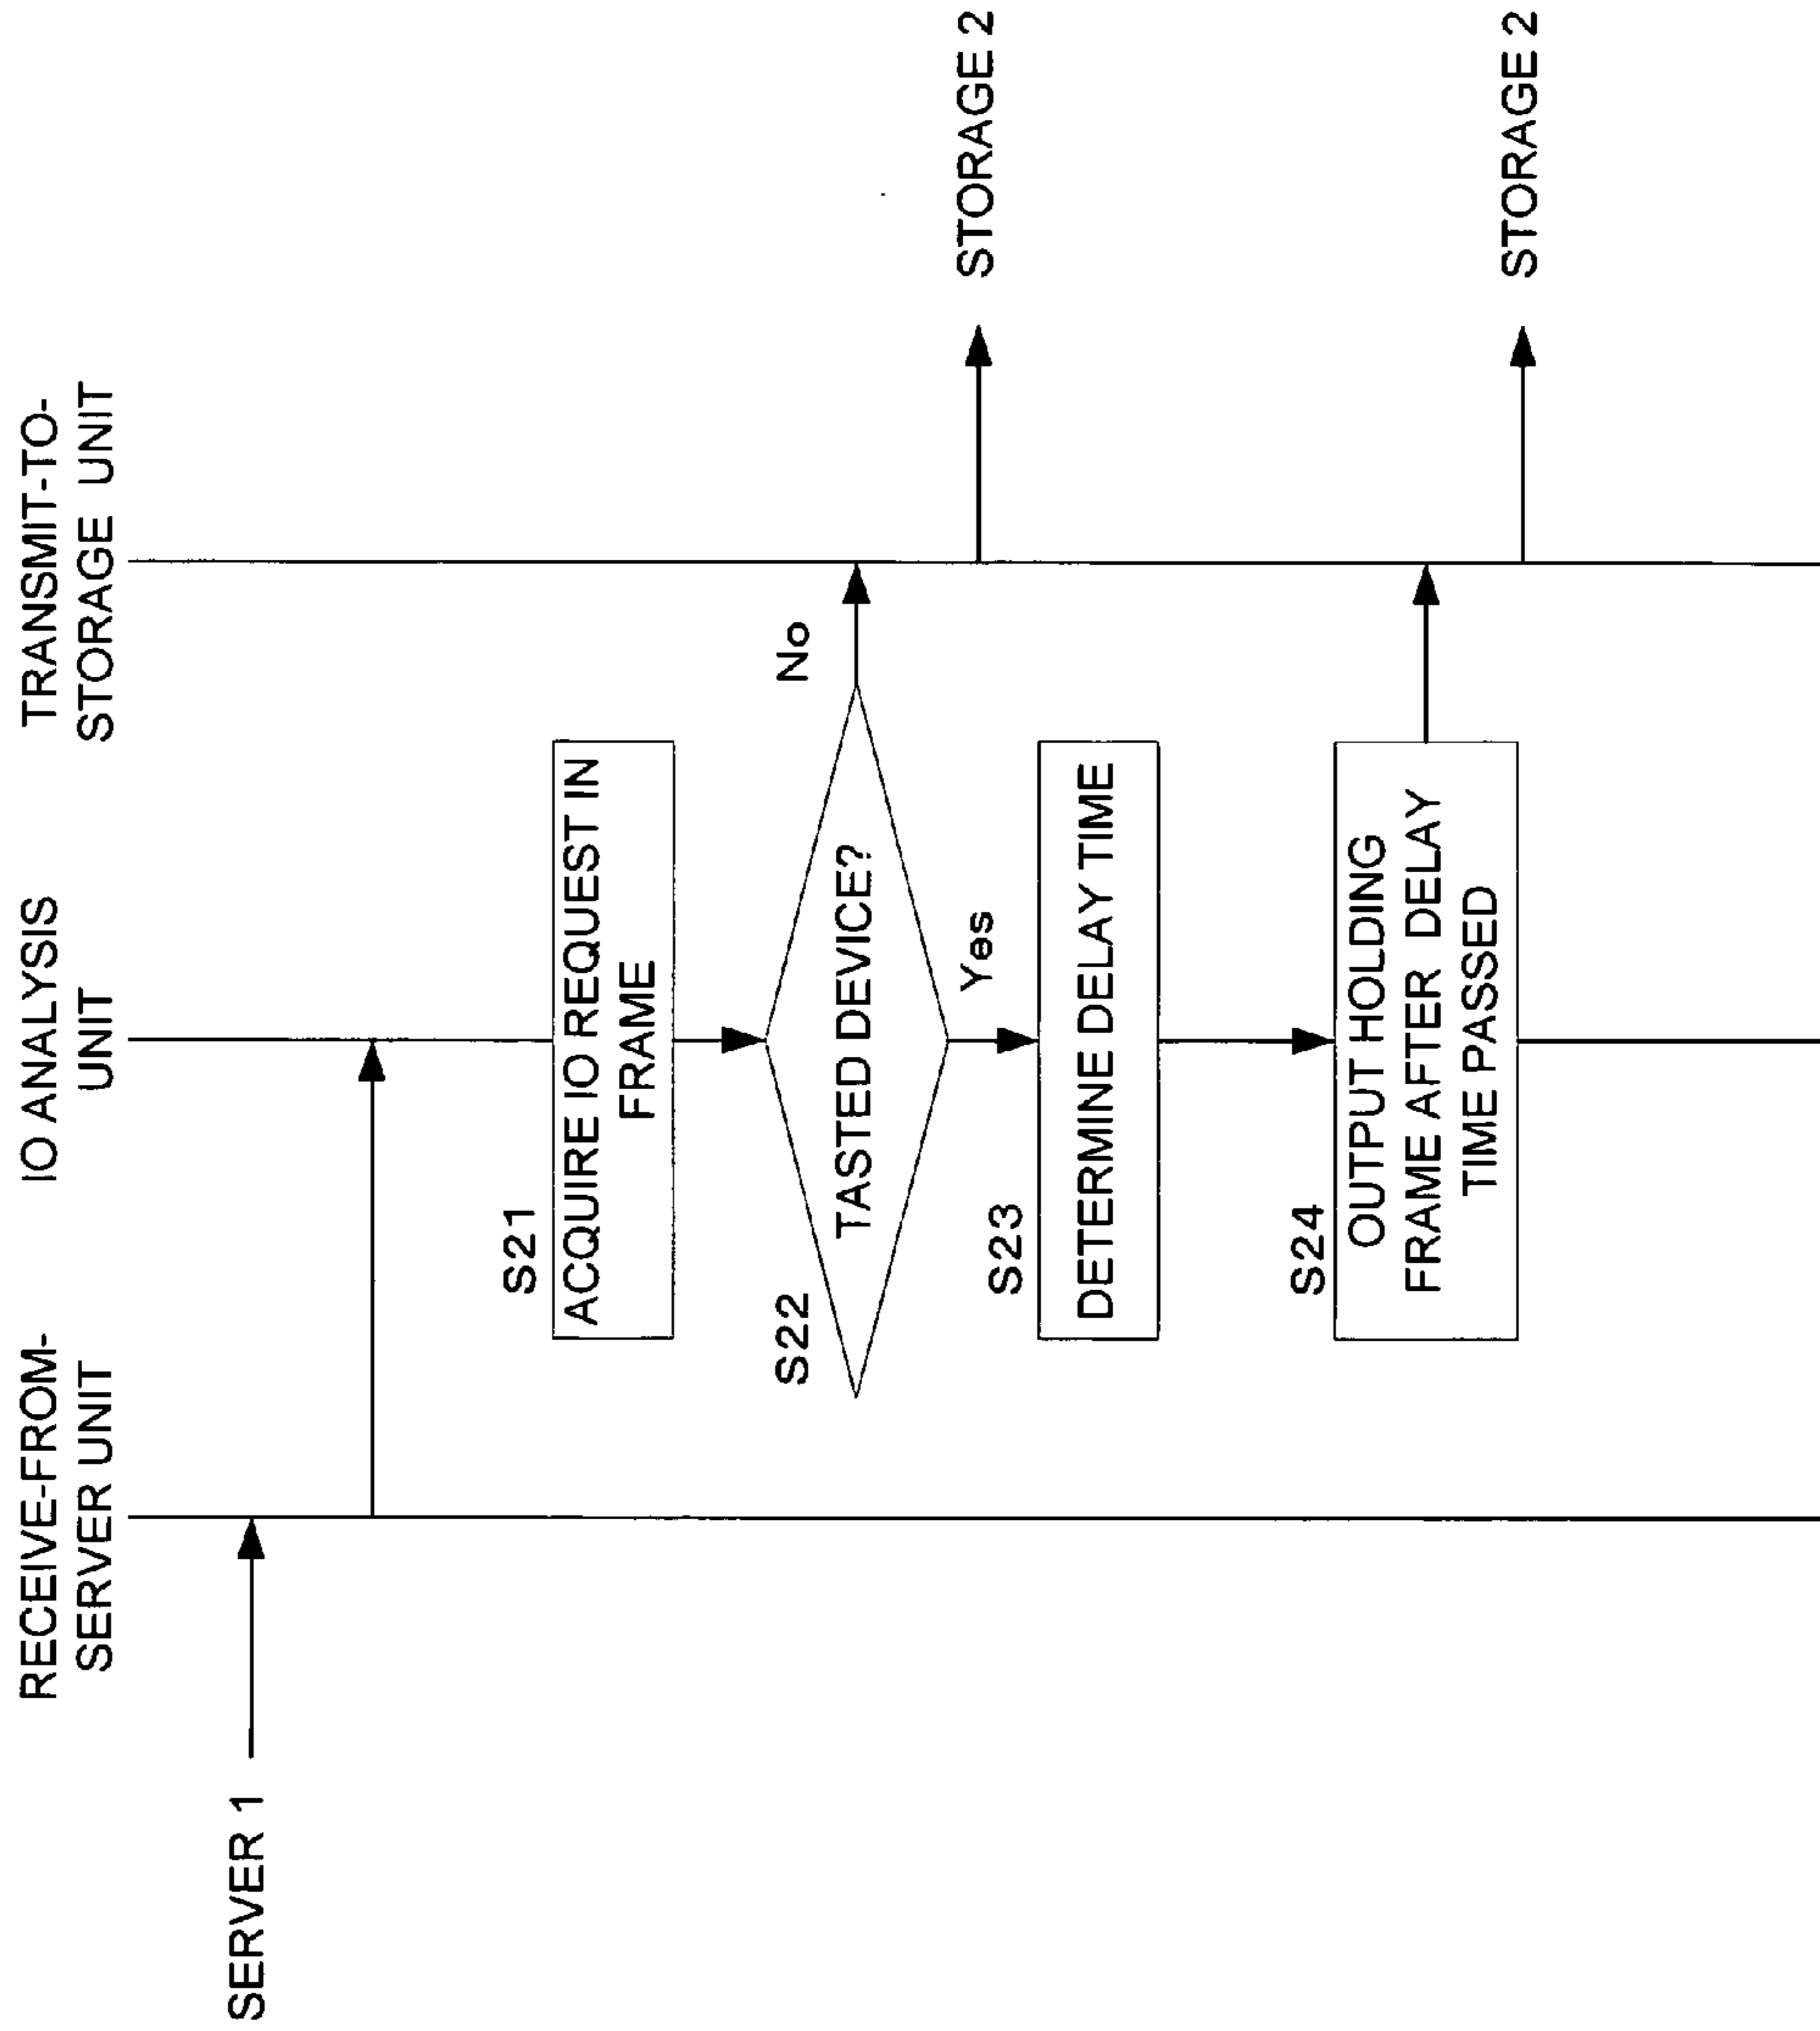 RECEIVE-FROM-
SERVER UNIT
IO ANALYSIS
UNIT
TRANSMIT-TO-
STORAGE UNIT
SERVER 1
S21
ACQUIRE IO REQUEST IN
FRAME
S22
TASTED DEVICE?
No
Yes
STORAGE 2
S23
DETERMINE DELAY TIME
S24
OUTPUT HOLDING
FRAME AFTER DELAY
TIME PASSED
STORAGE 2